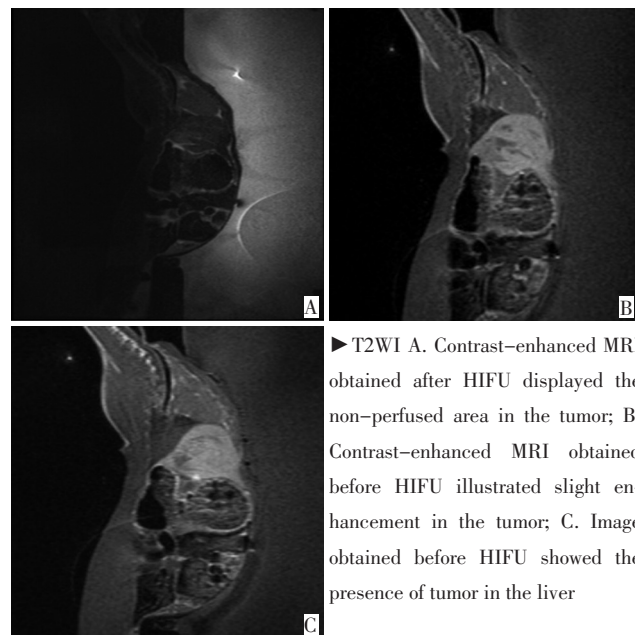 A
B
C
►T2WI A. Contrast-enhanced MR
obtained after HIFU displayed the
non-perfused area in the tumor; B
Contrast-enhanced MRI obtained
before HIFU illustrated slight en-
hancement in the tumor; C. Image
obtained before HIFU showed the
presence of tumor in the liver